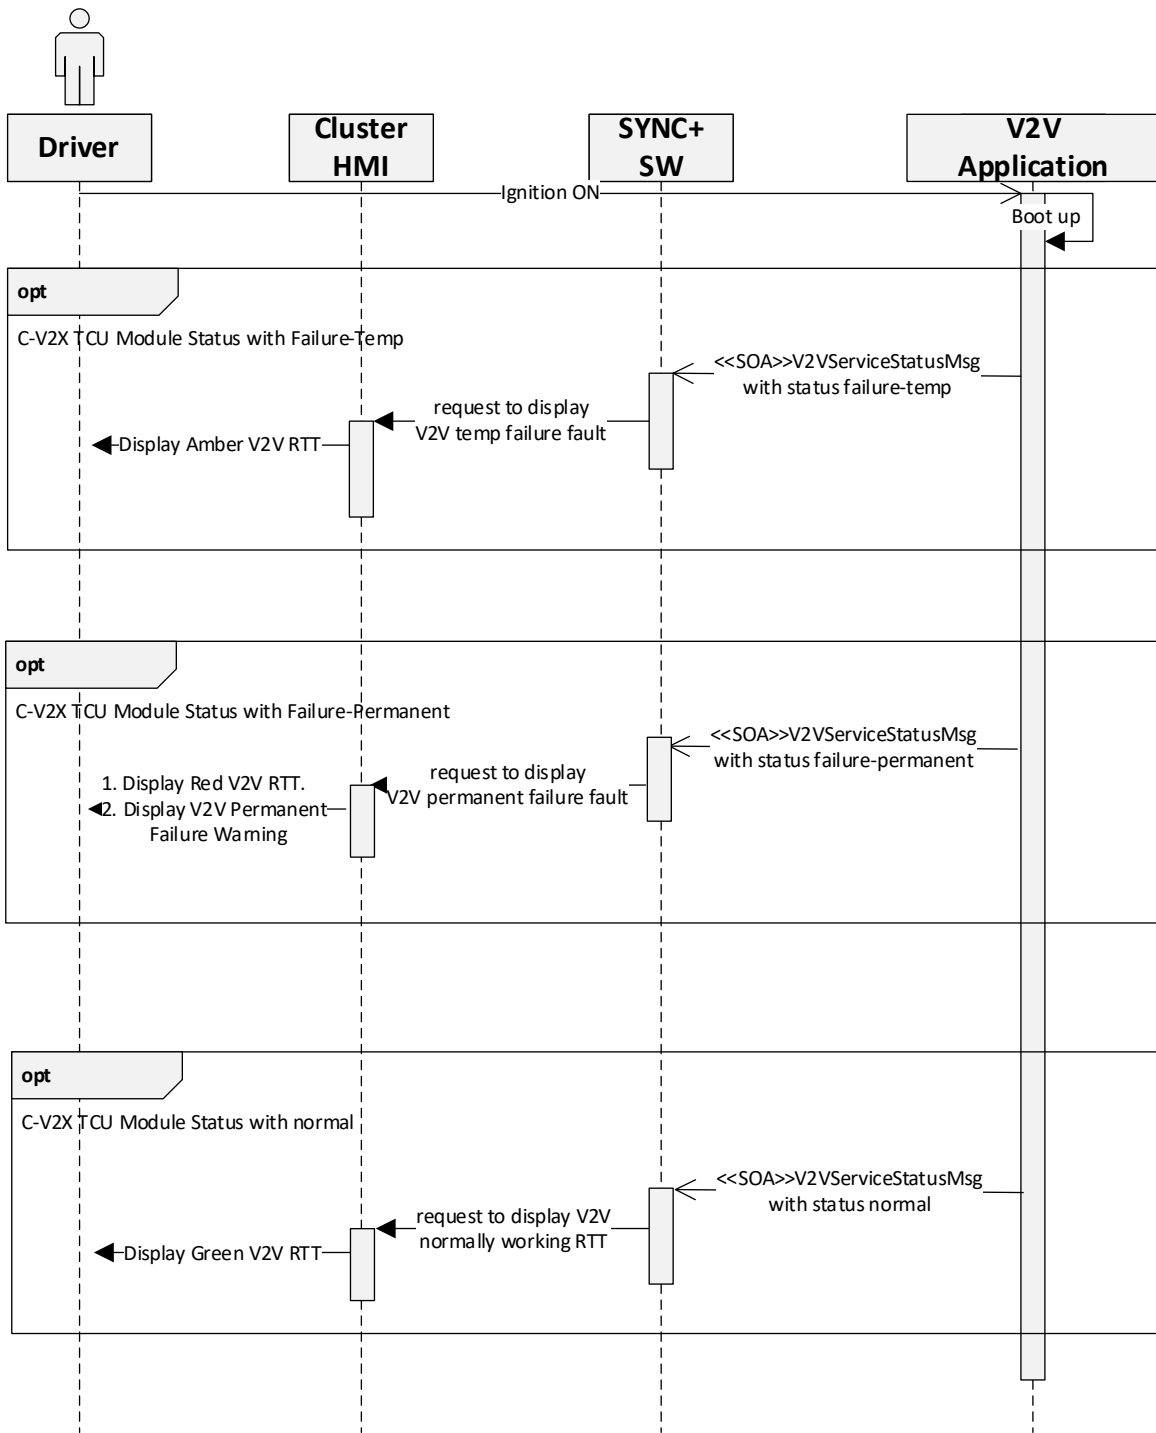 Driver
Cluster
HMI
SYNC+
SW
V2V
Application
Ignition ON
Boot up
opt
C-V2X TCU Module Status with Failure-Temp
<<SOA>>V2VServiceStatusMsg
with status failure-temp
request to display
V2V temp failure fault
Display Amber V2V RTT
opt
C-V2X TCU Module Status with Failure-Permanent
<<SOA>>V2VServiceStatusMsg
with status failure-permanent
request to display
V2V permanent failure fault
1. Display Red V2V RTT.
2. Display V2V Permanent
Failure Warning
opt
C-V2X TCU Module Status with normal
<<SOA>>V2VServiceStatusMsg
with status normal
request to display V2V
normally working RTT
Display Green V2V RTT